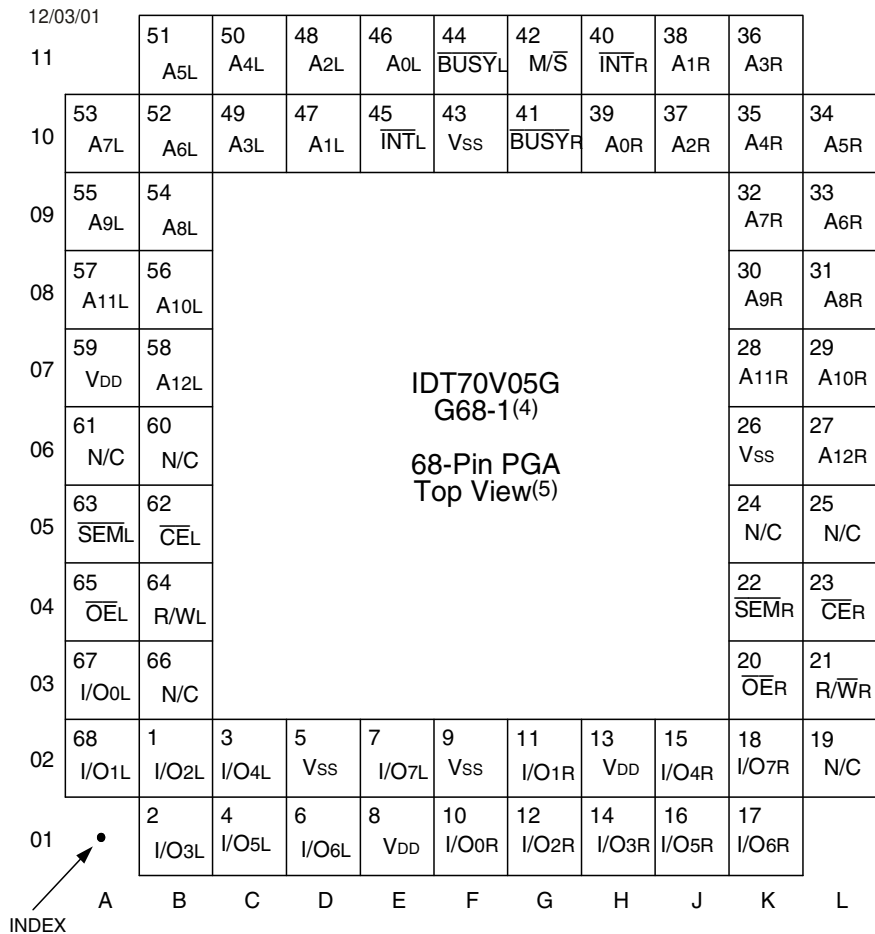 12/03/01
11
51 50 48 46 44 42 40 38 36
A5L A4L A2L A0L BUSYL M/S INTR A1R A3R
10
53 52 49 47 45 43 41 39 37 35 34
A7L A6L A3L A1L INTL VSS BUSYR A0R A2R A4R A5R
09
55 54 32 33
A9L A8L A7R A6R
08
57 56 30 31
A11L A10L A9R A8R
07
59 58 28 29
VDD A12L A11R A10R
IDT70V05G
G68-1(4)
06
61 60 26 27
N/C N/C VSS A12R
68-Pin PGA
Top View(5)
05
63 62 24 25
SEML CEL N/C N/C
04
65 64 22 23
OEL R/WL SEMR CER
03
67 66 20 21
I/O0L N/C OER R/WR
02
68 1 3 5 7 9 11 13 15 18 19
I/O1L I/O2L I/O4L VSS I/O7L VSS I/O1R VDD I/O4R I/O7R N/C
01
2 4 6 8 10 12 14 16 17
I/O3L I/O5L I/O6L VDD I/O0R I/O2R I/O3R I/O5R I/O6R
A B C D E F G H J K L
INDEX